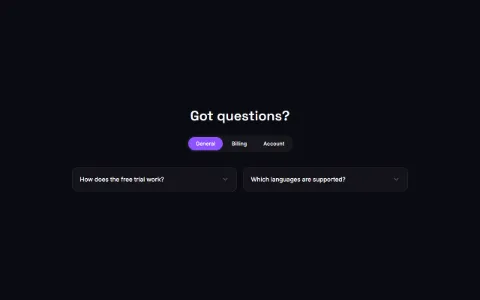 Got questions?
General Billing Account
How does the free trial work?
Which languages are supported?